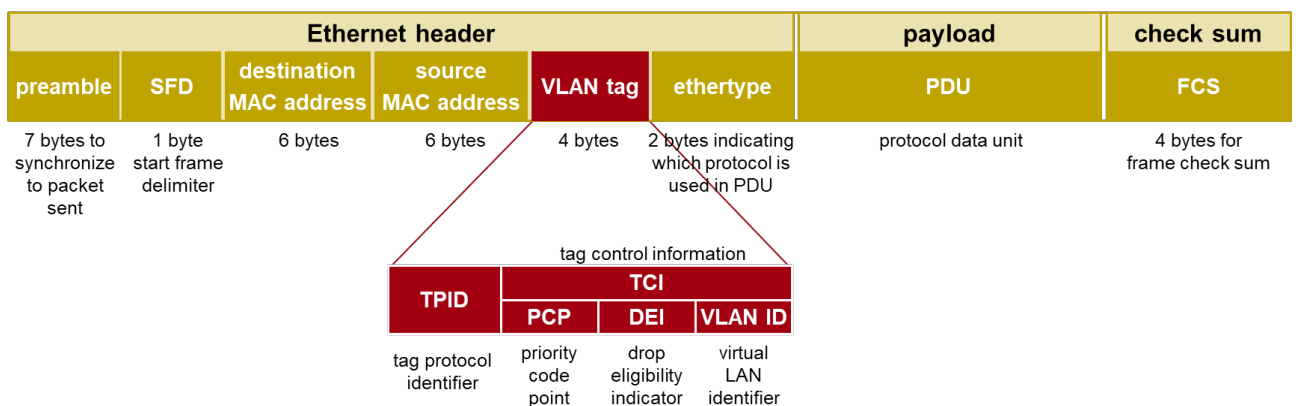 Ethernet header
payload
check sum
preamble
SFD
destination
MAC address
source
MAC address
VLAN tag
ethertype
PDU
FCS
7 bytes to
synchronize
to packet
sent
1 byte
start frame
delimiter
6 bytes
6 bytes
4 bytes
2 bytes indicating
which protocol is
used in PDU
protocol data unit
4 bytes for
frame check sum
tag control information
TPID
TCI
PCP
DEI
VLAN ID
tag protocol
identifier
priority
code
point
drop
eligibility
indicator
virtual
LAN
identifier